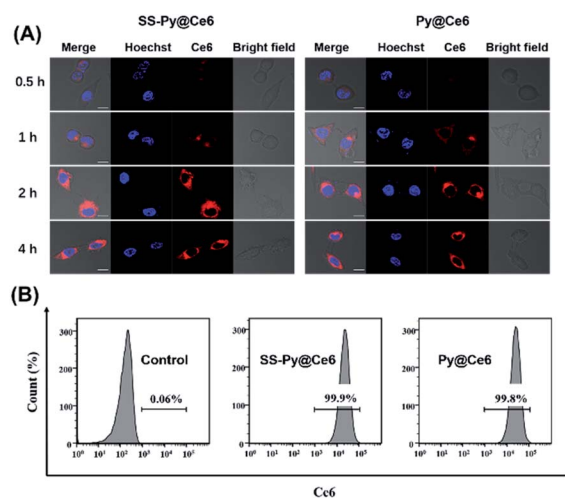 (A)
SS-Py@Ce6 Py@Ce6
Merge Hoechst Ce6 Bright field Merge Hoechst Ce6 Bright field
0.5 h
1 h
2 h
4 h
(B)
Count (%)
300
200
100
0
Control
0.06%
10⁰ 10¹ 10² 10³ 10⁴ 10⁵
300
200
100
0
SS-Py@Ce6
99.9%
10⁰ 10¹ 10² 10³ 10⁴ 10⁵
300
200
100
0
Py@Ce6
99.8%
10⁰ 10¹ 10² 10³ 10⁴ 10⁵
Ce6